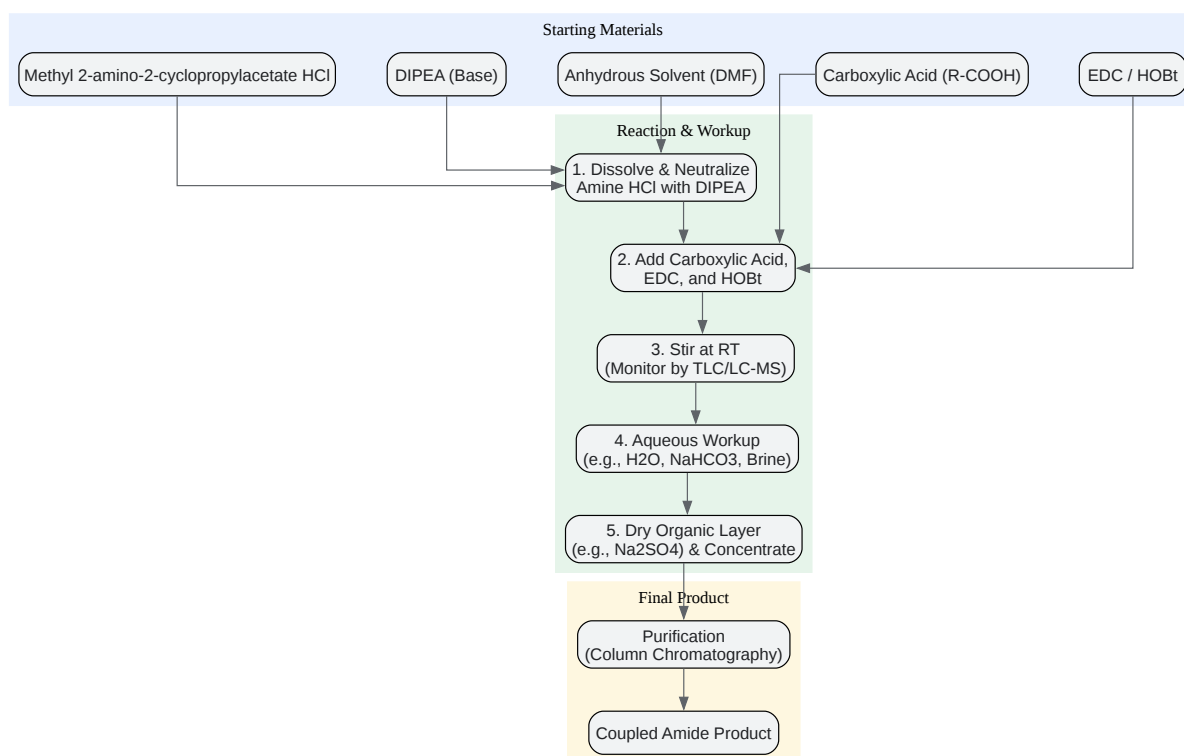 Starting Materials
Methyl 2-amino-2-cyclopropylacetate HCl
DIPEA (Base)
Anhydrous Solvent (DMF)
Carboxylic Acid (R-COOH)
EDC / HOBt
Reaction & Workup
1. Dissolve & Neutralize
Amine HCl with DIPEA
2. Add Carboxylic Acid,
EDC, and HOBt
3. Stir at RT
(Monitor by TLC/LC-MS)
4. Aqueous Workup
(e.g., H2O, NaHCO3, Brine)
5. Dry Organic Layer
(e.g., Na2SO4) & Concentrate
Final Product
Purification
(Column Chromatography)
Coupled Amide Product